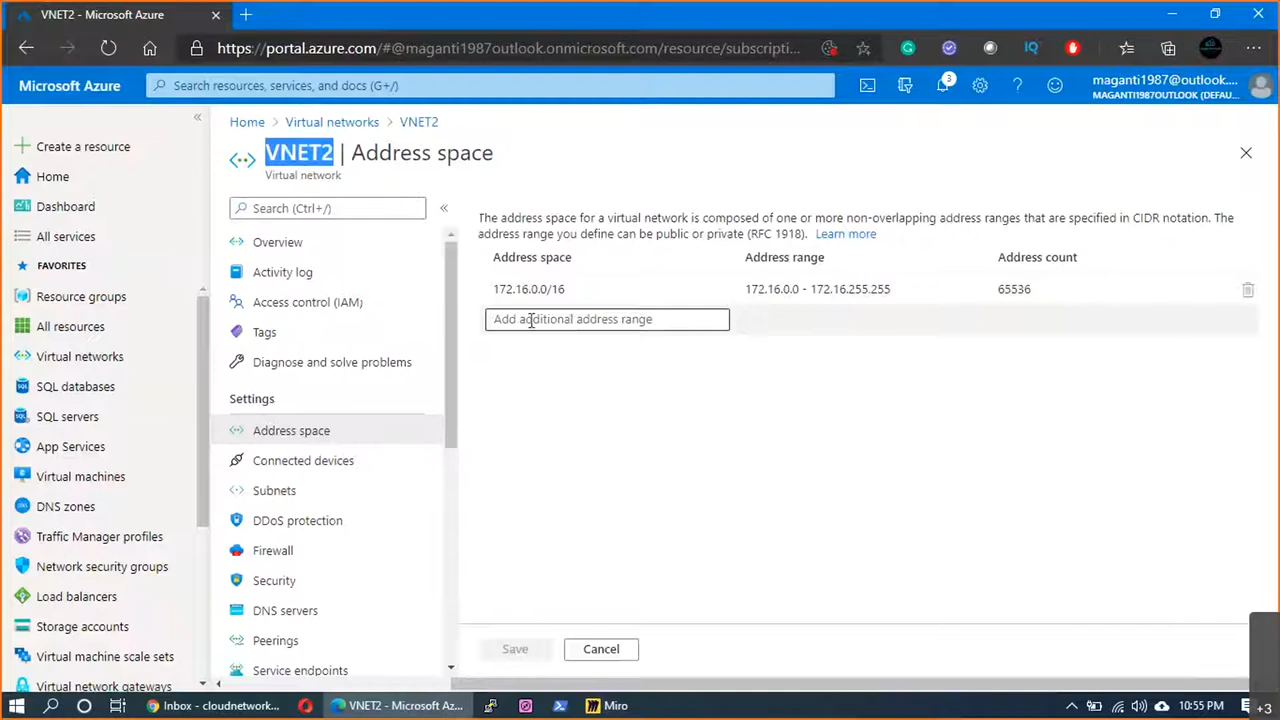 VNET2 - Microsoft Azure
https://portal.azure.com/#@maganti1987outlook.onmicrosoft.com/resource/subscripti...
IQ
Microsoft Azure
Search resources, services, and docs (G+/)
3
maganti1987@outlook....
MAGANTI1987OUTLOOK (DEFAU...
Create a resource
Home
Dashboard
All services
FAVORITES
Resource groups
All resources
Virtual networks
SQL databases
SQL servers
App Services
Virtual machines
DNS zones
Traffic Manager profiles
Network security groups
Load balancers
Storage accounts
Virtual machine scale sets
Virtual network gateways
Home > Virtual networks > VNET2
VNET2 | Address space
Virtual network
Search (Ctrl+/)
Overview
Activity log
Access control (IAM)
Tags
Diagnose and solve problems
Settings
Address space
Connected devices
Subnets
DDoS protection
Firewall
Security
DNS servers
Peerings
Service endpoints
The address space for a virtual network is composed of one or more non-overlapping address ranges that are specified in CIDR notation. The
address range you define can be public or private (RFC 1918). Learn more
Address space Address range Address count
172.16.0.0/16 172.16.0.0 - 172.16.255.255 65536
Add additional address range
Save Cancel
Inbox - cloudnetwork... VNET2 - Microsoft Az... Miro 10:55 PM +3